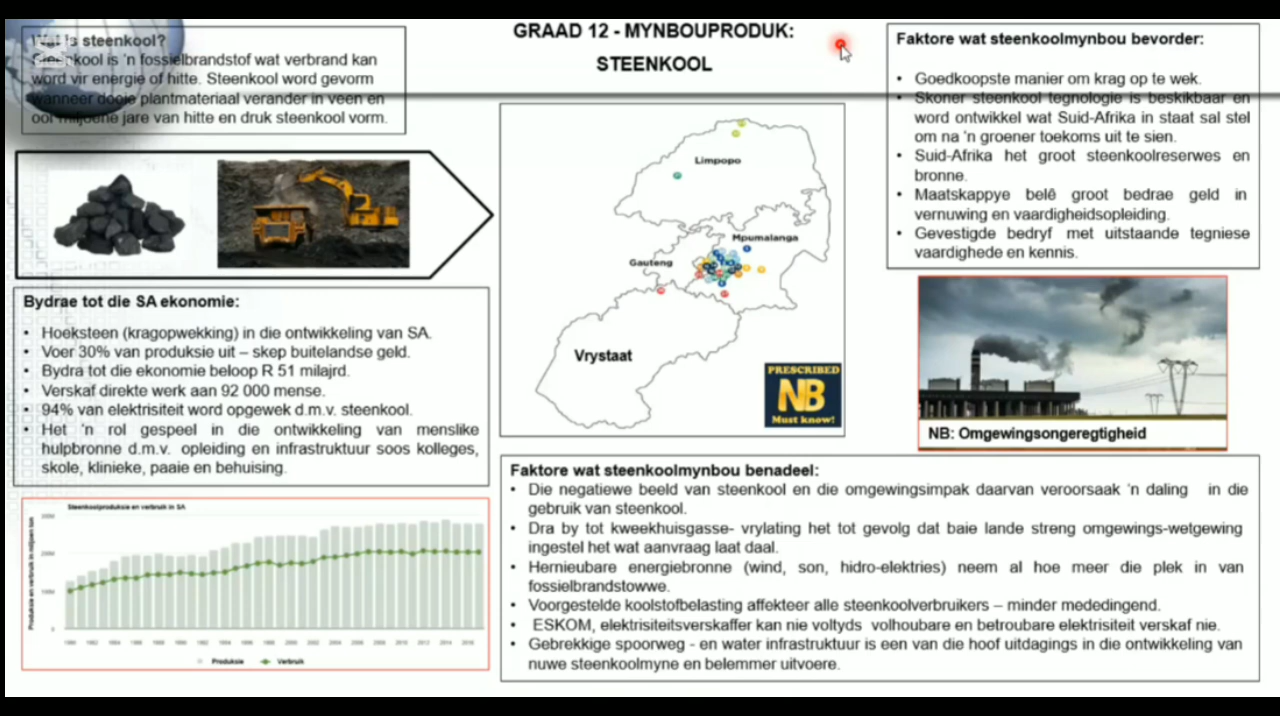 Wat is steenkool?
Steenkool is 'n fossielbrandstof wat verbrand kan
word vir energie of hitte. Steenkool word gevorm
wanneer dooie plantmateriaal verander in veen en
oor miljoene jare van hitte en druk steenkool vorm.
GRAAD 12 - MYNBOUPRODUK:
STEENKOOL
Faktore wat steenkoolmynbou bevorder:
• Goedkoopste manier om krag op te wek.
• Skoner steenkool tegnologie is beskikbaar en
word ontwikkel wat Suid-Afrika in staat sal stel
om na 'n groener toekoms uit te sien.
• Suid-Afrika het groot steenkoolreserwes en
bronne.
• Maatskappye belê groot bedrae geld in
vernuwing en vaardigheidsopleiding.
• Gevestigde bedryf met uitstaande tegniese
vaardighede en kennis.
Limpopo
Mpumalanga
Gauteng
Vrystaat
PRESCRIBED
NB
Must know!
NB: Omgewingsongeregtigheid
Bydrae tot die SA ekonomie:
• Hoeksteen (kragopwekking) in die ontwikkeling van SA.
• Voer 30% van produksie uit – skep buitelandse geld.
• Bydra tot die ekonomie beloop R 51 milajrd.
• Verskaf direkte werk aan 92 000 mense.
• 94% van elektrisiteit word opgewek d.m.v. steenkool.
• Het 'n rol gespeel in die ontwikkeling van menslike
hulpbronne d.m.v. opleiding en infrastruktuur soos kolleges,
skole, klinieke, paaie en behuising.
Steenkoolproduksie en verbruik in SA
Produksie en verbruik in miljoen ton
300M
200M
100M
0
Produksie Verbruik
Faktore wat steenkoolmynbou benadeel:
• Die negatiewe beeld van steenkool en die omgewingsimpak daarvan veroorsaak 'n daling in die
gebruik van steenkool.
• Dra by tot kweekhuisgasse- vrylating het tot gevolg dat baie lande streng omgewings-wetgewing
ingestel het wat aanvraag laat daal.
• Hernieubare energiebronne (wind, son, hidro-elektries) neem al hoe meer die plek in van
fossielbrandstowwe.
• Voorgestelde koolstofbelasting affekteer alle steenkoolverbruikers – minder mededingend.
• ESKOM, elektrisiteitsverskaffer kan nie voltyds volhoubare en betroubare elektrisiteit verskaf nie.
• Gebrekkige spoorweg - en water infrastruktuur is een van die hoof uitdagings in die ontwikkeling van
nuwe steenkoolmyne en belemmer uitvoere.